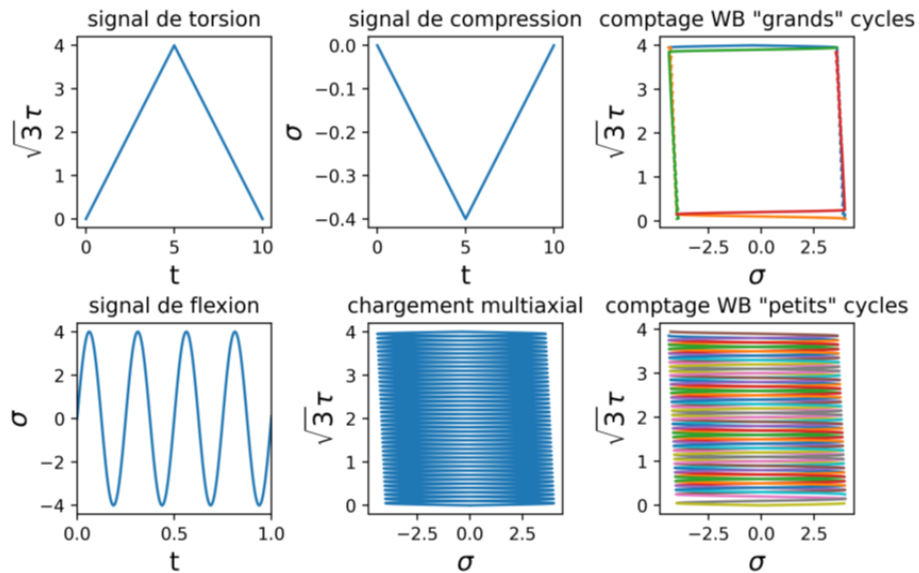 signal de torsion
4
3
2
1
0
√3 τ
0
5
10
t
signal de compression
0.0
−0.1
−0.2
−0.3
−0.4
σ
0
5
10
t
comptage WB "grands" cycles
4
3
2
1
0
√3 τ
−2.5
0.0
2.5
σ
signal de flexion
4
2
0
−2
−4
σ
0.0
0.5
1.0
t
chargement multiaxial
4
3
2
1
0
√3 τ
−2.5
0.0
2.5
σ
comptage WB "petits" cycles
4
3
2
1
0
√3 τ
−2.5
0.0
2.5
σ